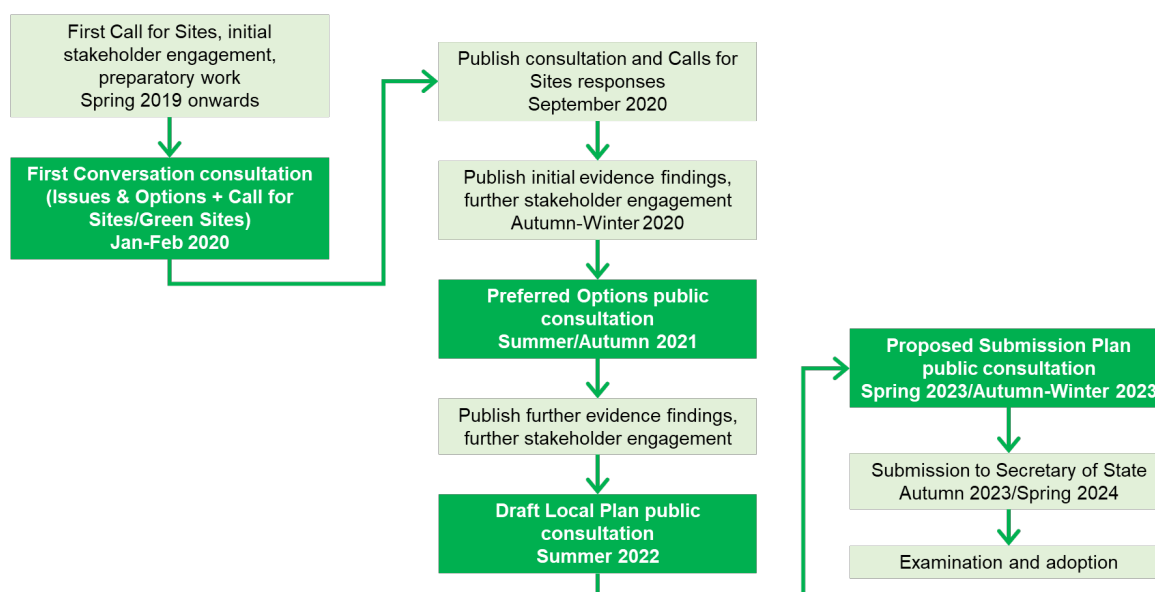 First Call for Sites, initial
stakeholder engagement,
preparatory work
Spring 2019 onwards
First Conversation consultation
(Issues & Options + Call for
Sites/Green Sites)
Jan-Feb 2020
Publish consultation and Calls for
Sites responses
September 2020
Publish initial evidence findings,
further stakeholder engagement
Autumn-Winter 2020
Preferred Options public
consultation
Summer/Autumn 2021
Publish further evidence findings,
further stakeholder engagement
Draft Local Plan public
consultation
Summer 2022
Proposed Submission Plan
public consultation
Spring 2023/Autumn-Winter 2023
Submission to Secretary of State
Autumn 2023/Spring 2024
Examination and adoption